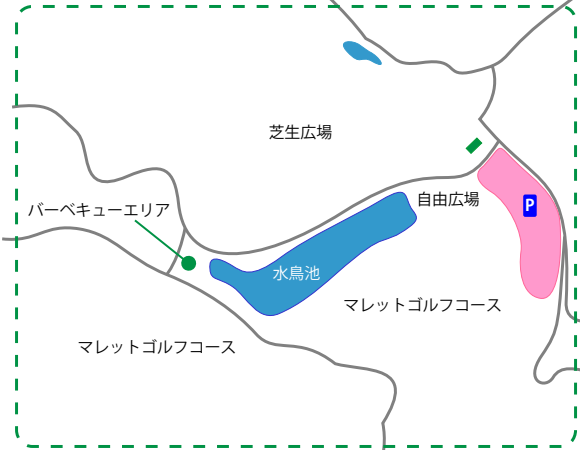 芝生広場
自由広場
P
バーベキューエリア
水鳥池
マレットゴルフコース
マレットゴルフコース